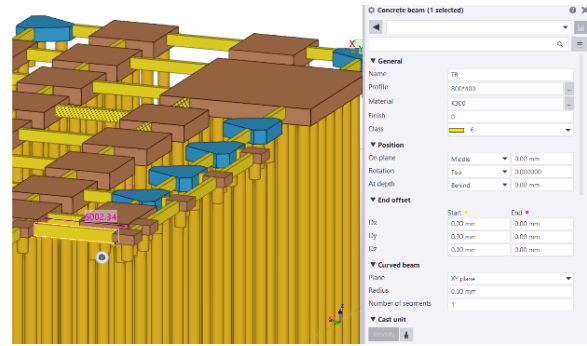 Concrete beam (1 selected)
General
Name TB
Profile 800*400
Material K300
Finish 0
Class 6
Position
On plane Middle 0.00 mm
Rotation Top 0.00000
At depth Behind 0.00 mm
End offset
Start End
Dx 0.00 mm 0.00 mm
Dy 0.00 mm 0.00 mm
Dz 0.00 mm 0.00 mm
Curved beam
Plane XY plane
Radius 0.00 mm
Number of segments 1
Cast unit
X
6002.34